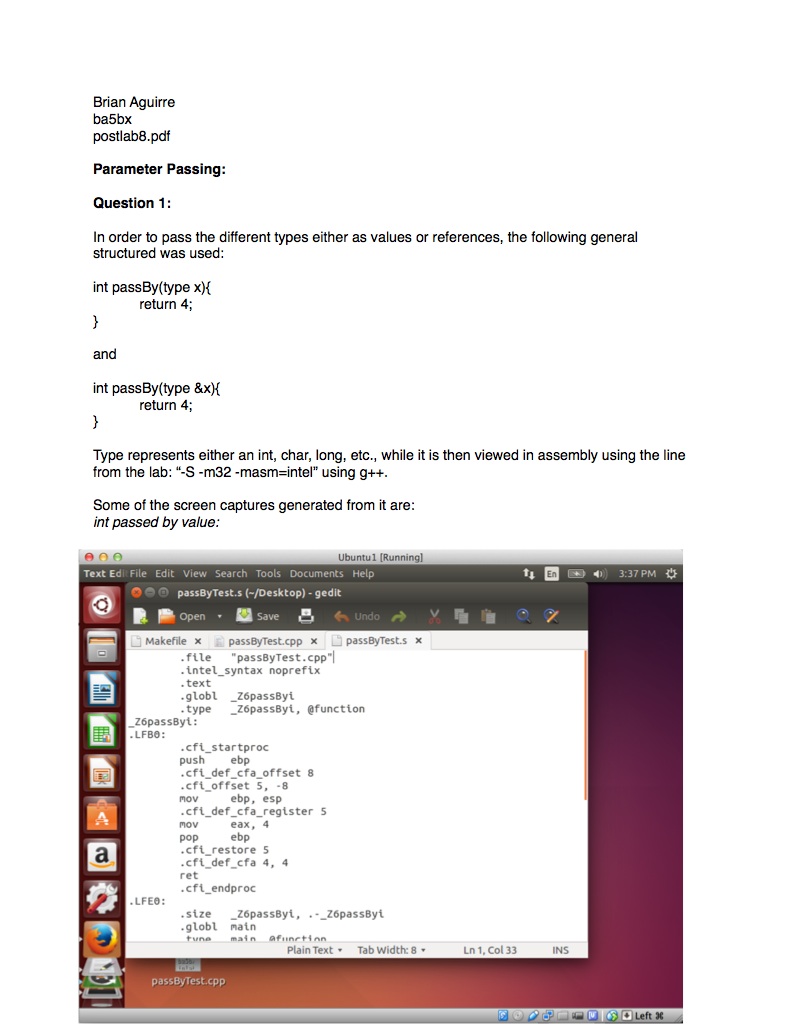 Brian Aguirre
ba5bx
postlab8.pdf
Parameter Passing:
Question 1:
In order to pass the different types either as values or references, the following general
structured was used:
int passBy(type x){
return 4;
}
and
int passBy(type &x){
return 4;
}
Type represents either an int, char, long, etc., while it is then viewed in assembly using the line
from the lab: “-S -m32 -masm=intel” using g++.
Some of the screen captures generated from it are:
int passed by value:
Ubuntu1 [Running]
Text Edi File Edit View Search Tools Documents Help En 3:37 PM
passByTest.s (~/Desktop) - gedit
Open Save Undo
Makefile x passByTest.cpp x passByTest.s x
.file "passByTest.cpp"
.intel_syntax noprefix
.text
.globl _Z6passByi
.type _Z6passByi, @function
_Z6passByi:
.LFB0:
.cfi_startproc
push ebp
.cfi_def_cfa_offset 8
.cfi_offset 5, -8
mov ebp, esp
.cfi_def_cfa_register 5
mov eax, 4
pop ebp
.cfi_restore 5
.cfi_def_cfa 4, 4
ret
.cfi_endproc
.LFE0:
.size _Z6passByi, .-_Z6passByi
.globl main
.type main, @function
Plain Text Tab Width: 8 Ln 1, Col 33 INS
passByTest.cpp
Left ⌘